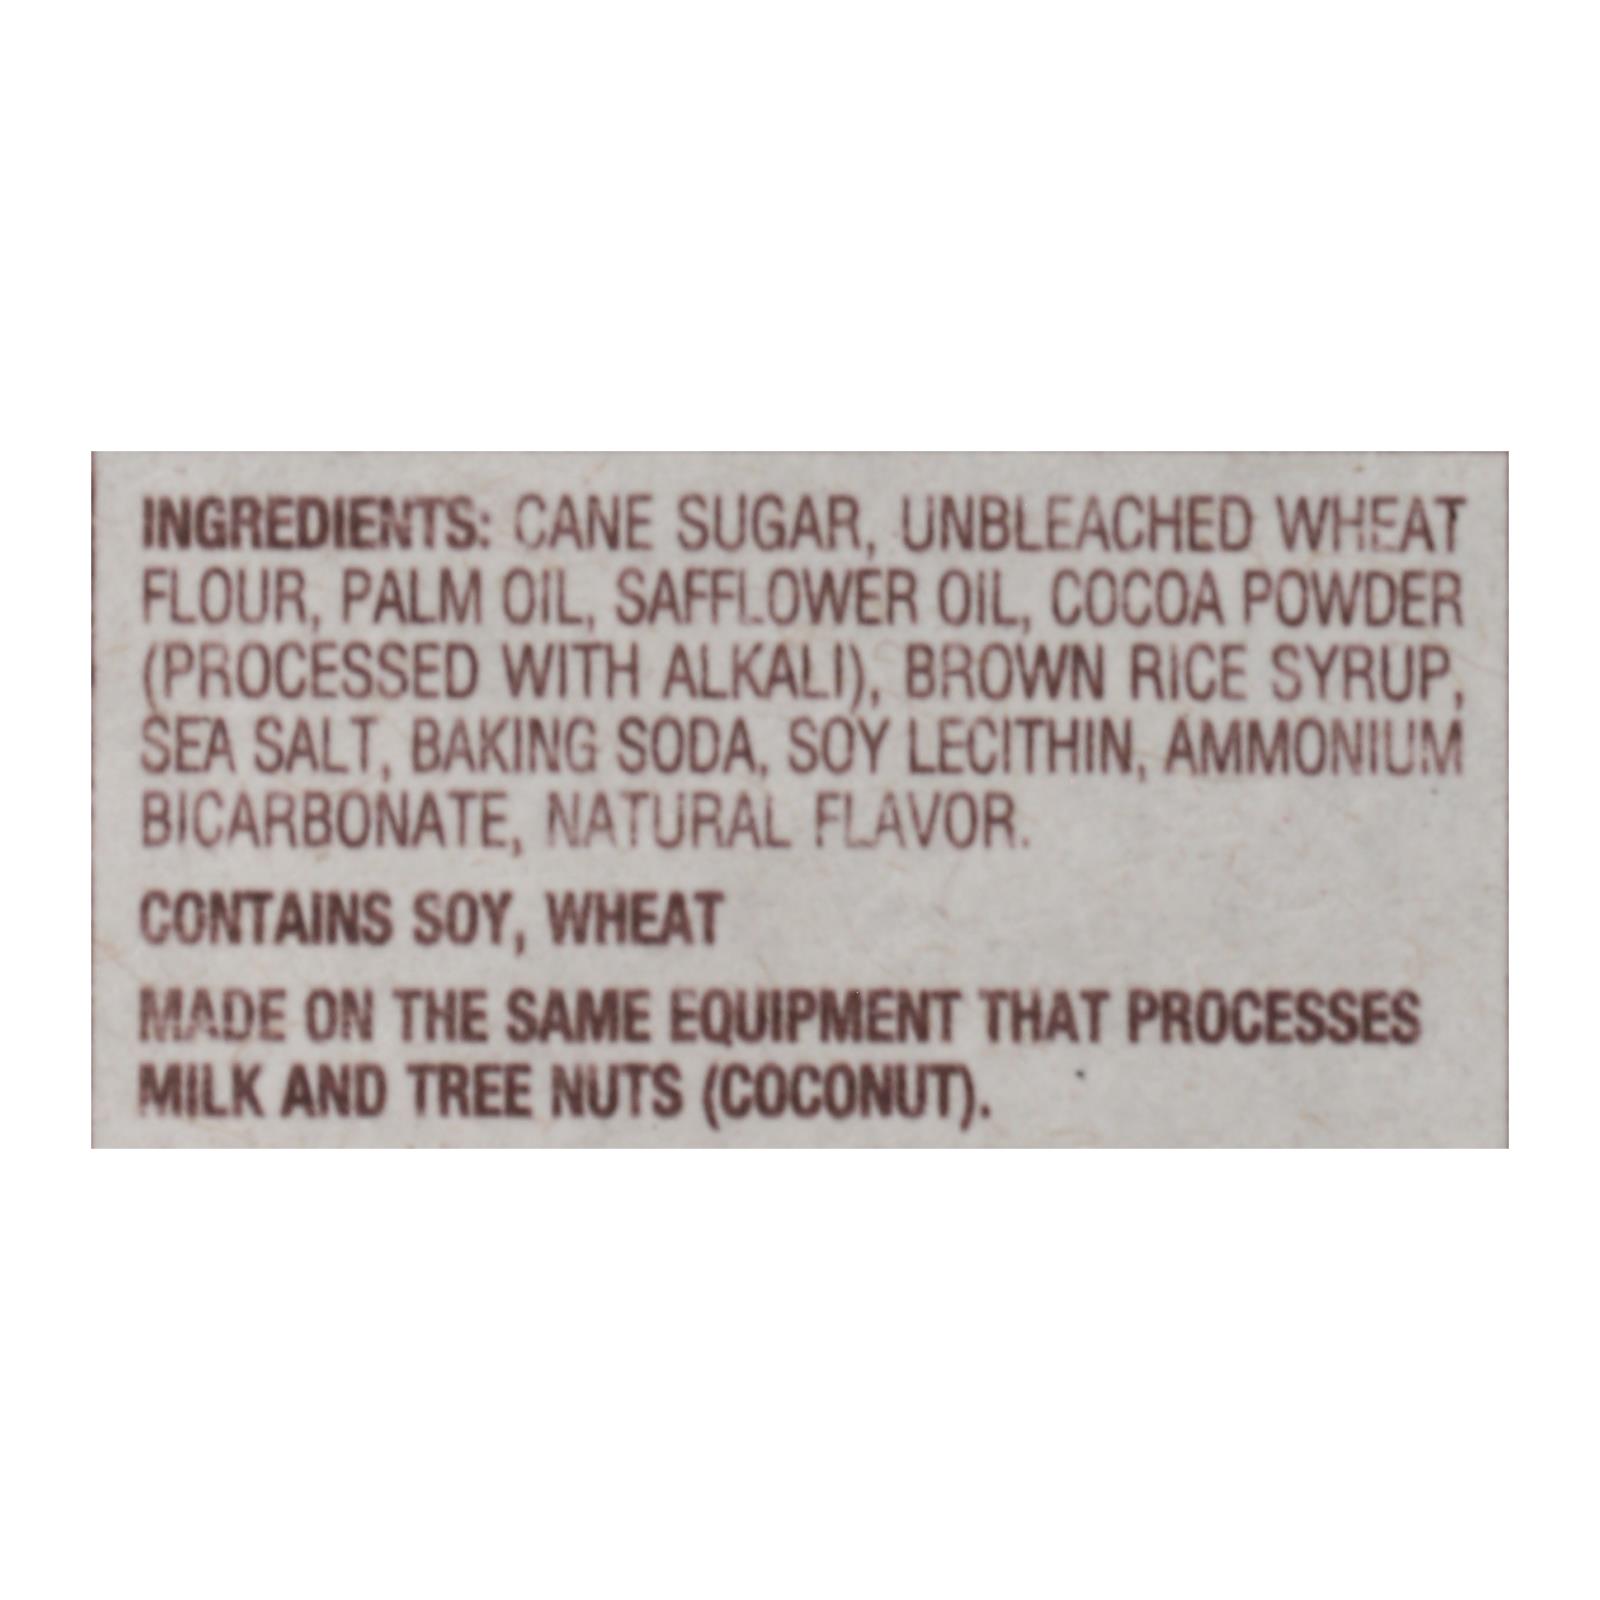 INGREDIENTS: CANE SUGAR, UNBLEACHED WHEAT
FLOUR, PALM OIL, SAFFLOWER OIL, COCOA POWDER
(PROCESSED WITH ALKALI), BROWN RICE SYRUP,
SEA SALT, BAKING SODA, SOY LECITHIN, AMMONIUM
BICARBONATE, NATURAL FLAVOR.
CONTAINS SOY, WHEAT
MADE ON THE SAME EQUIPMENT THAT PROCESSES
MILK AND TREE NUTS (COCONUT).